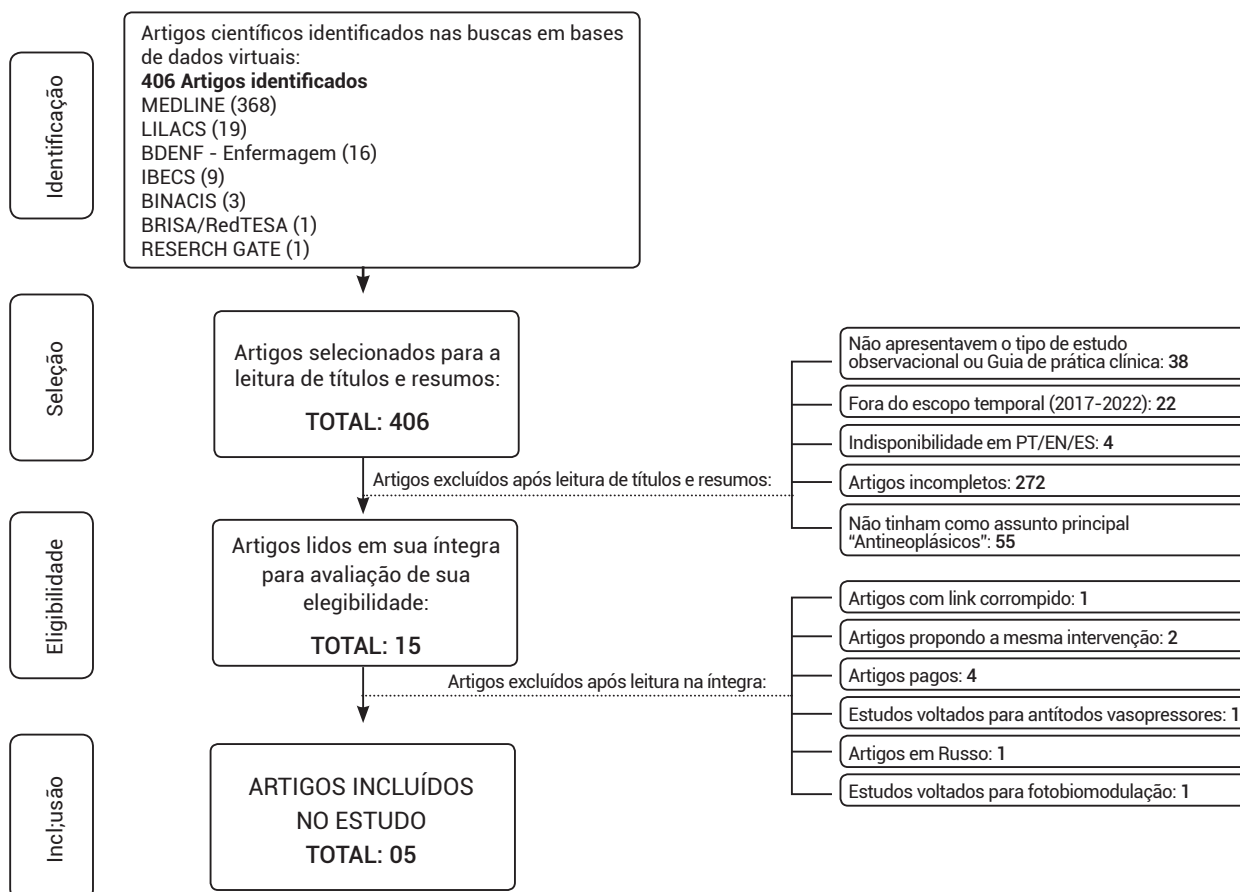 Identificação
Artigos científicos identificados nas buscas em bases
de dados virtuais:
406 Artigos identificados
MEDLINE (368)
LILACS (19)
BDENF - Enfermagem (16)
IBECS (9)
BINACIS (3)
BRISA/RedTESA (1)
RESERCH GATE (1)
Seleção
Artigos selecionados para a
leitura de títulos e resumos:
TOTAL: 406
Artigos excluídos após leitura de títulos e resumos:
Não apresentavem o tipo de estudo
observacional ou Guia de prática clínica: 38
Fora do escopo temporal (2017-2022): 22
Indisponibilidade em PT/EN/ES: 4
Artigos incompletos: 272
Não tinham como assunto principal
“Antineoplásicos”: 55
Eligibilidade
Artigos lidos em sua íntegra
para avaliação de sua
elegibilidade:
TOTAL: 15
Artigos excluídos após leitura na íntegra:
Artigos com link corrompido: 1
Artigos propondo a mesma intervenção: 2
Artigos pagos: 4
Estudos voltados para antítodos vasopressores: 1
Artigos em Russo: 1
Estudos voltados para fotobiomodulação: 1
Incl;usão
ARTIGOS INCLUÍDOS
NO ESTUDO
TOTAL: 05